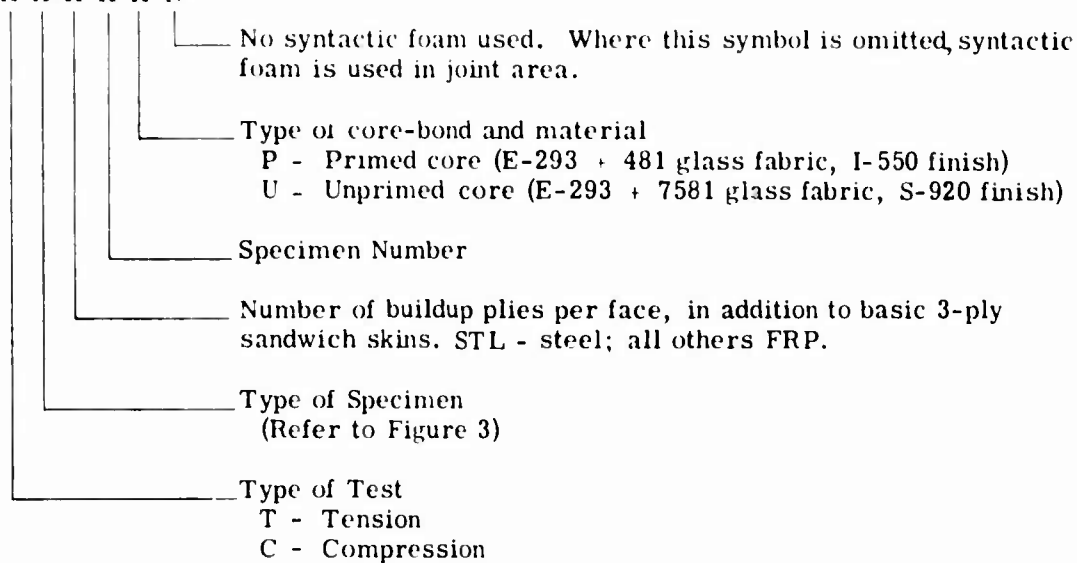 No syntactic foam used. Where this symbol is omitted, syntactic
foam is used in joint area.
Type of core-bond and material
P - Primed core (E-293 + 481 glass fabric, I-550 finish)
U - Unprimed core (E-293 + 7581 glass fabric, S-920 finish)
Specimen Number
Number of buildup plies per face, in addition to basic 3-ply
sandwich skins. STL - steel; all others FRP.
Type of Specimen
(Refer to Figure 3)
Type of Test
T - Tension
C - Compression